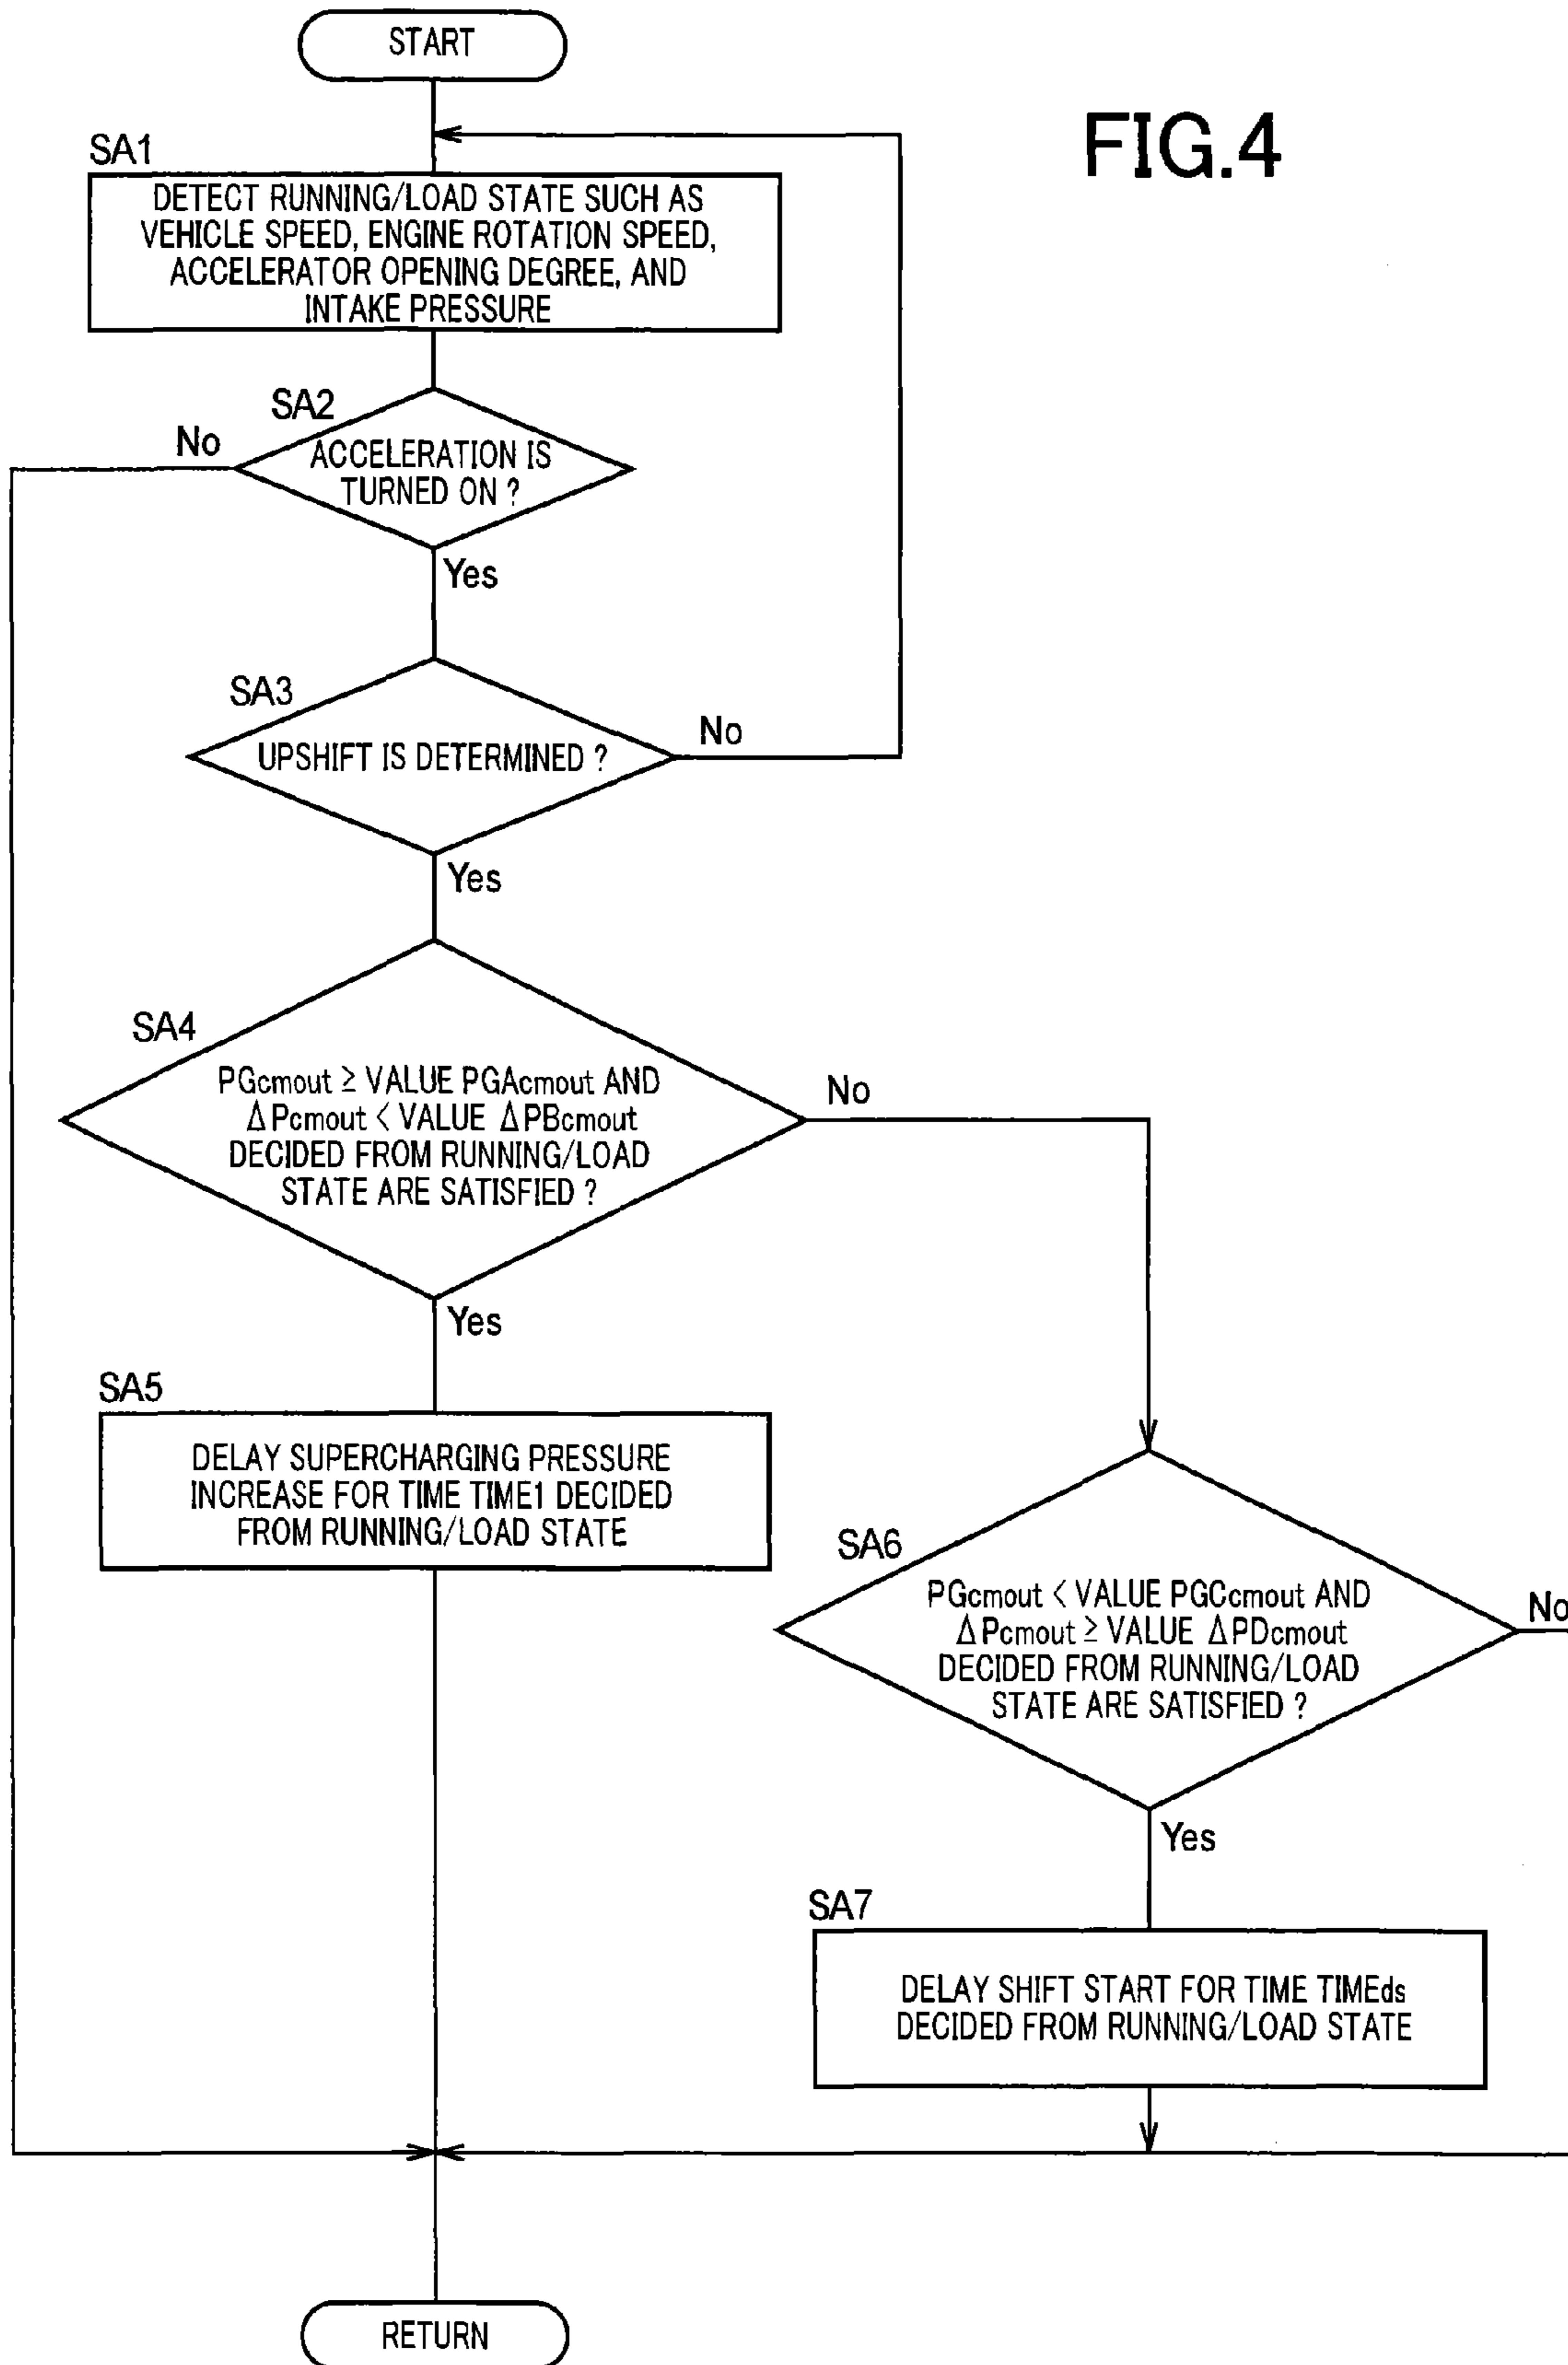 START
FIG.4
SA1
DETECT RUNNING/LOAD STATE SUCH AS
VEHICLE SPEED, ENGINE ROTATION SPEED,
ACCELERATOR OPENING DEGREE, AND
INTAKE PRESSURE
SA2
No
ACCELERATION IS
TURNED ON ?
Yes
SA3
No
UPSHIFT IS DETERMINED ?
Yes
SA4
PGcmout ≥ VALUE PGAcmout AND
ΔPcmout < VALUE ΔPBcmout
DECIDED FROM RUNNING/LOAD
STATE ARE SATISFIED ?
No
Yes
SA5
DELAY SUPERCHARGING PRESSURE
INCREASE FOR TIME TIME1 DECIDED
FROM RUNNING/LOAD STATE
SA6
PGcmout < VALUE PGCcmout AND
ΔPcmout ≥ VALUE ΔPDcmout
DECIDED FROM RUNNING/LOAD
STATE ARE SATISFIED ?
No
Yes
SA7
DELAY SHIFT START FOR TIME TIMEds
DECIDED FROM RUNNING/LOAD STATE
RETURN